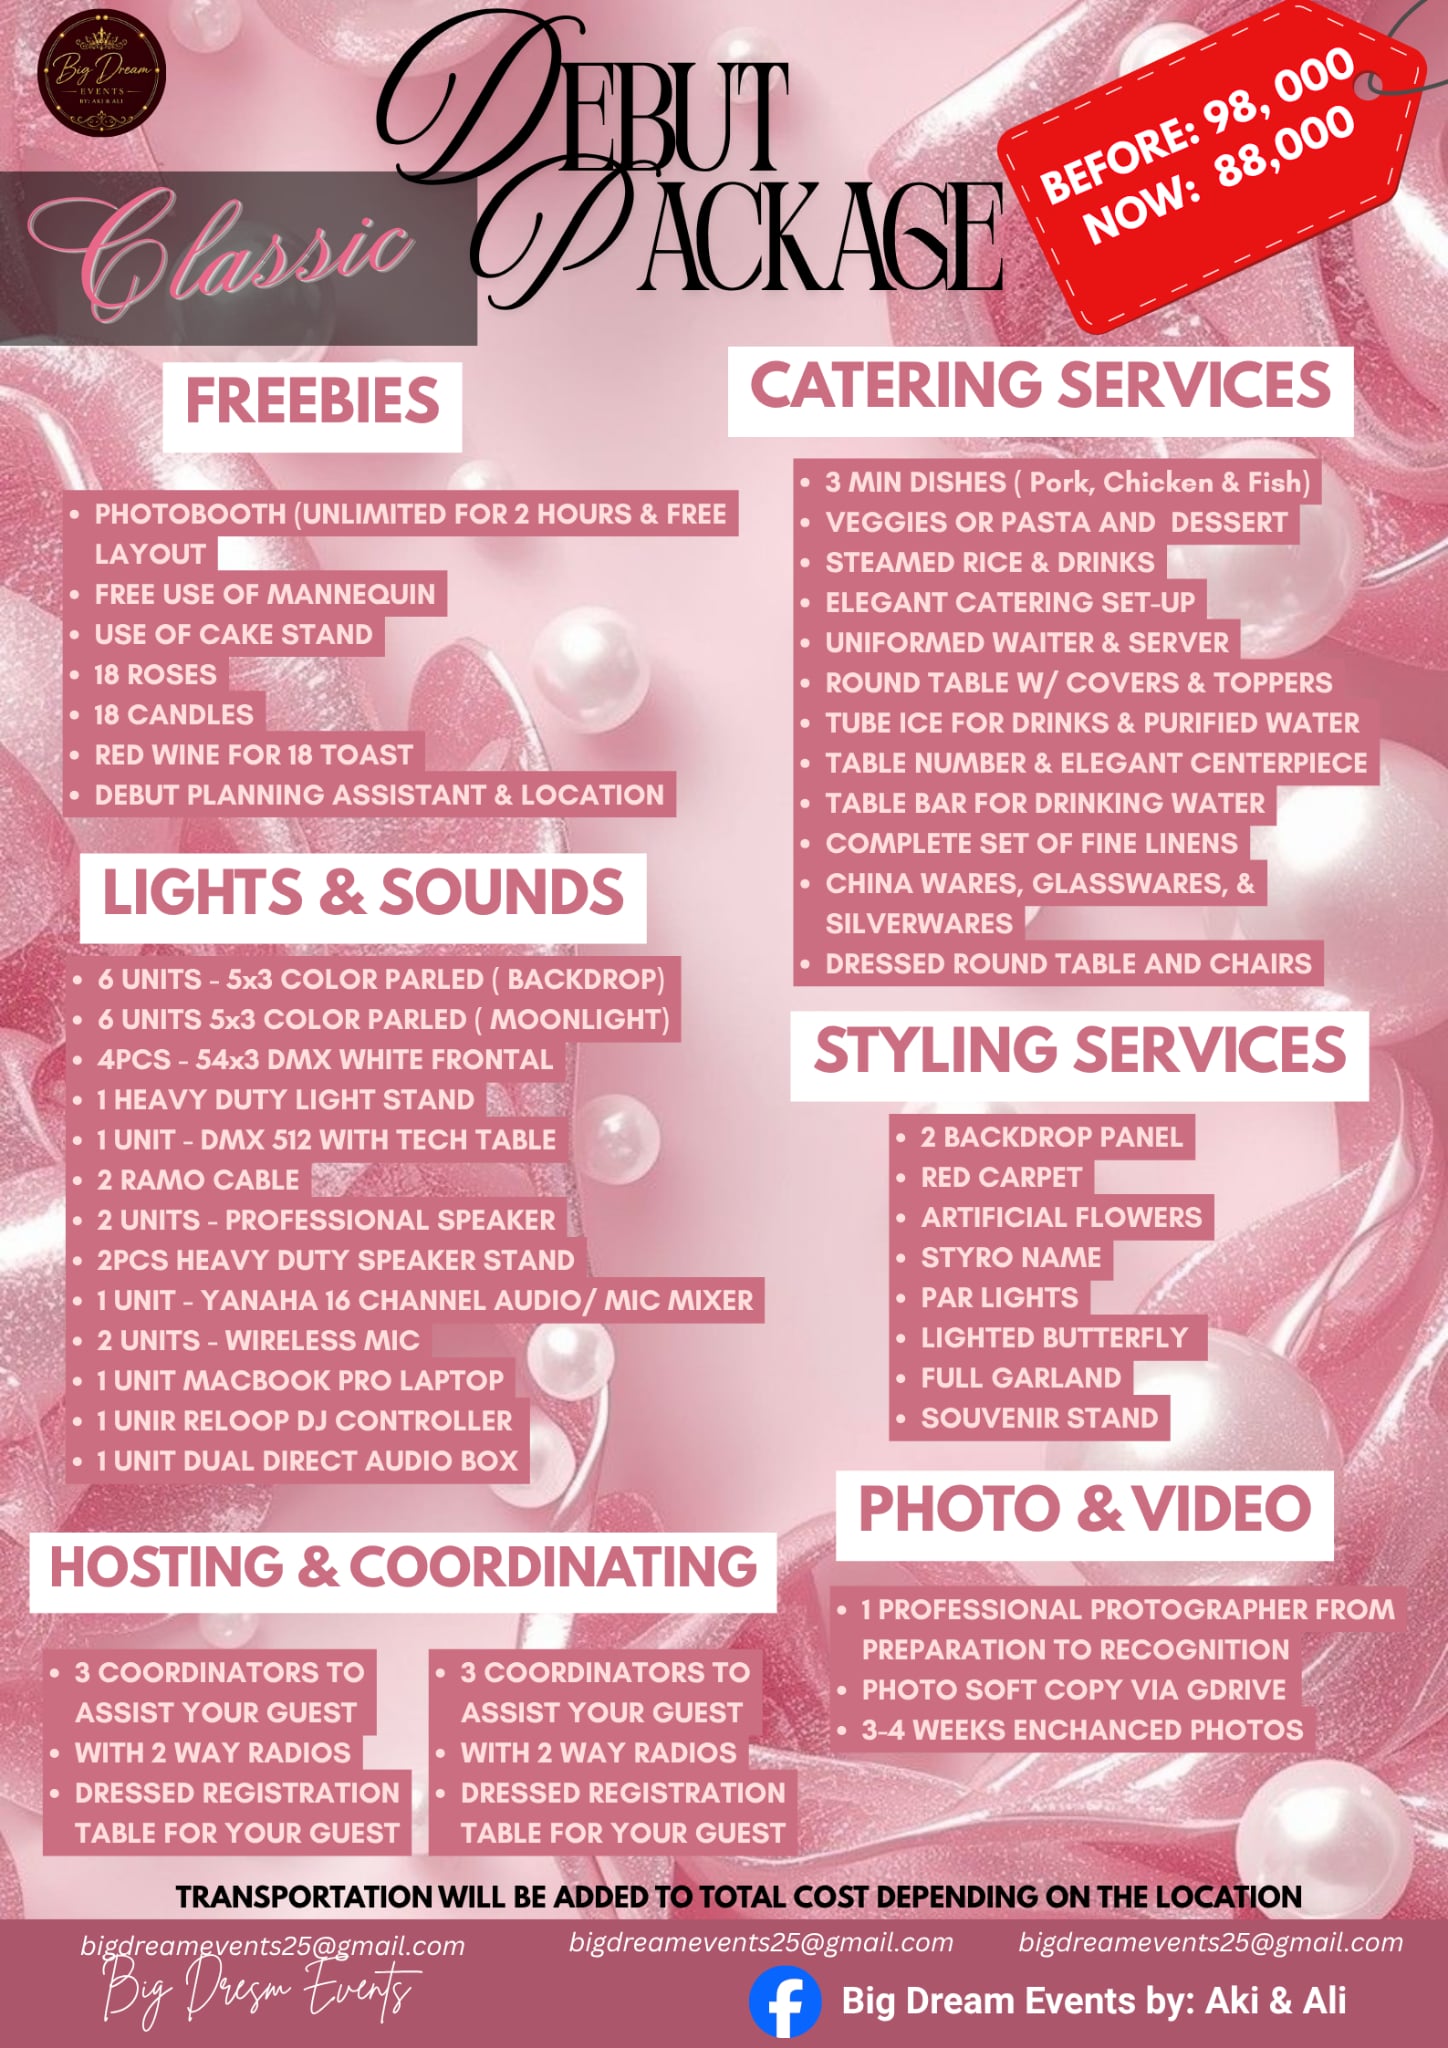 Big Dream
EVENTS
BY: AKI & ALI
DEBUT
PACKAGE
Classic
BEFORE: 98, 000
NOW: 88,000
FREEBIES
• PHOTOBOOTH (UNLIMITED FOR 2 HOURS & FREE
LAYOUT
• FREE USE OF MANNEQUIN
• USE OF CAKE STAND
• 18 ROSES
• 18 CANDLES
• RED WINE FOR 18 TOAST
• DEBUT PLANNING ASSISTANT & LOCATION
LIGHTS & SOUNDS
• 6 UNITS - 5x3 COLOR PARLED ( BACKDROP)
• 6 UNITS 5x3 COLOR PARLED ( MOONLIGHT)
• 4PCS - 54x3 DMX WHITE FRONTAL
• 1 HEAVY DUTY LIGHT STAND
• 1 UNIT - DMX 512 WITH TECH TABLE
• 2 RAMO CABLE
• 2 UNITS - PROFESSIONAL SPEAKER
• 2PCS HEAVY DUTY SPEAKER STAND
• 1 UNIT - YANAHA 16 CHANNEL AUDIO/ MIC MIXER
• 2 UNITS - WIRELESS MIC
• 1 UNIT MACBOOK PRO LAPTOP
• 1 UNIR RELOOP DJ CONTROLLER
• 1 UNIT DUAL DIRECT AUDIO BOX
HOSTING & COORDINATING
• 3 COORDINATORS TO
ASSIST YOUR GUEST
• WITH 2 WAY RADIOS
• DRESSED REGISTRATION
TABLE FOR YOUR GUEST
• 3 COORDINATORS TO
ASSIST YOUR GUEST
• WITH 2 WAY RADIOS
• DRESSED REGISTRATION
TABLE FOR YOUR GUEST
CATERING SERVICES
• 3 MIN DISHES ( Pork, Chicken & Fish)
• VEGGIES OR PASTA AND DESSERT
• STEAMED RICE & DRINKS
• ELEGANT CATERING SET-UP
• UNIFORMED WAITER & SERVER
• ROUND TABLE W/ COVERS & TOPPERS
• TUBE ICE FOR DRINKS & PURIFIED WATER
• TABLE NUMBER & ELEGANT CENTERPIECE
• TABLE BAR FOR DRINKING WATER
• COMPLETE SET OF FINE LINENS
• CHINA WARES, GLASSWARES, &
SILVERWARES
• DRESSED ROUND TABLE AND CHAIRS
STYLING SERVICES
• 2 BACKDROP PANEL
• RED CARPET
• ARTIFICIAL FLOWERS
• STYRO NAME
• PAR LIGHTS
• LIGHTED BUTTERFLY
• FULL GARLAND
• SOUVENIR STAND
PHOTO & VIDEO
• 1 PROFESSIONAL PROTOGRAPHER FROM
PREPARATION TO RECOGNITION
• PHOTO SOFT COPY VIA GDRIVE
• 3-4 WEEKS ENCHANCED PHOTOS
TRANSPORTATION WILL BE ADDED TO TOTAL COST DEPENDING ON THE LOCATION
bigdreamevents25@gmail.com
bigdreamevents25@gmail.com
bigdreamevents25@gmail.com
Big Dresm Events
Big Dream Events by: Aki & Ali